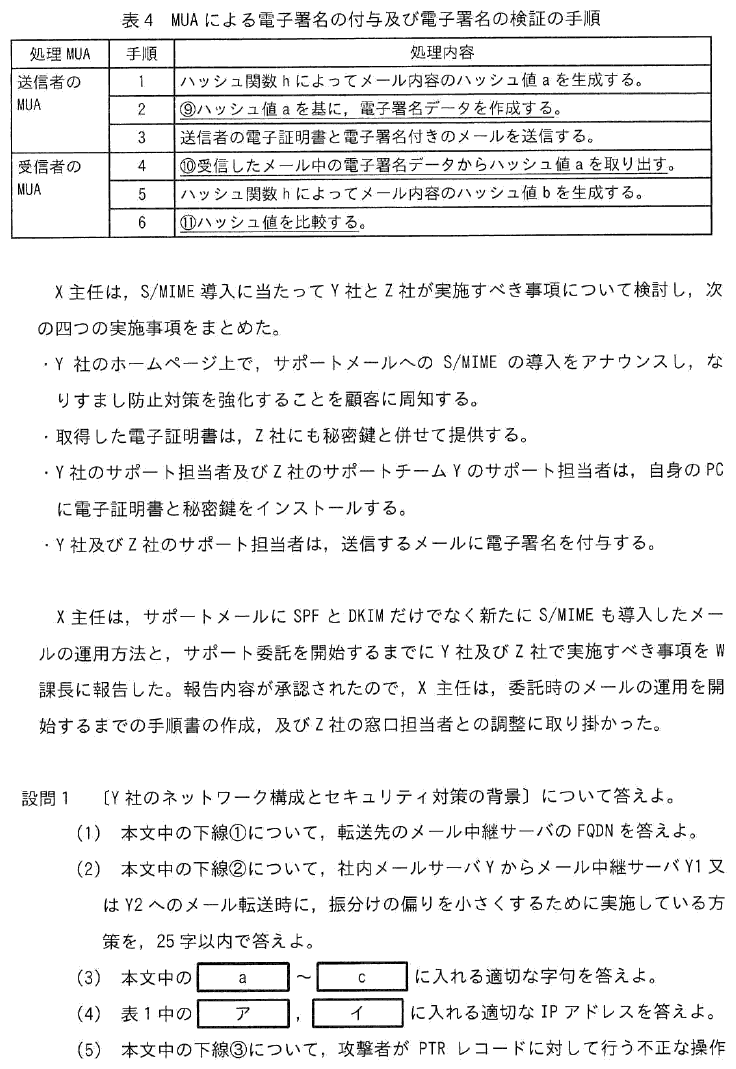 表4 MUAによる電子署名の付与及び電子署名の検証の手順
処理MUA 手順 処理内容
送信者のMUA 1 ハッシュ関数hによってメール内容のハッシュ値aを生成する。
2 ⑨ハッシュ値aを基に，電子署名データを作成する。
3 送信者の電子証明書と電子署名付きのメールを送信する。
受信者のMUA 4 ⑩受信したメール中の電子署名データからハッシュ値aを取り出す。
5 ハッシュ関数hによってメール内容のハッシュ値bを生成する。
6 ⑪ハッシュ値を比較する。
X主任は，S/MIME導入に当たってY社とZ社が実施すべき事項について検討し，次
の四つの実施事項をまとめた。
・Y社のホームページ上で，サポートメールへのS/MIMEの導入をアナウンスし，な
りすまし防止対策を強化することを顧客に周知する。
・取得した電子証明書は，Z社にも秘密鍵と併せて提供する。
・Y社のサポート担当者及びZ社のサポートチームYのサポート担当者は，自身のPC
に電子証明書と秘密鍵をインストールする。
・Y社及びZ社のサポート担当者は，送信するメールに電子署名を付与する。
X主任は，サポートメールにSPFとDKIMだけでなく新たにS/MIMEも導入したメー
ルの運用方法と，サポート委託を開始するまでにY社及びZ社で実施すべき事項をW
課長に報告した。報告内容が承認されたので，X主任は，委託時のメールの運用を開
始するまでの手順書の作成，及びZ社の窓口担当者との調整に取り掛かった。
設問1 〔Y社のネットワーク構成とセキュリティ対策の背景〕について答えよ。
(1) 本文中の下線①について，転送先のメール中継サーバのFQDNを答えよ。
(2) 本文中の下線②について，社内メールサーバYからメール中継サーバY1又
はY2へのメール転送時に，振分けの偏りを小さくするために実施している方
策を，25字以内で答えよ。
(3) 本文中の a ～ c に入れる適切な字句を答えよ。
(4) 表1中の ア ， イ に入れる適切なIPアドレスを答えよ。
(5) 本文中の下線③について，攻撃者がPTRレコードに対して行う不正な操作